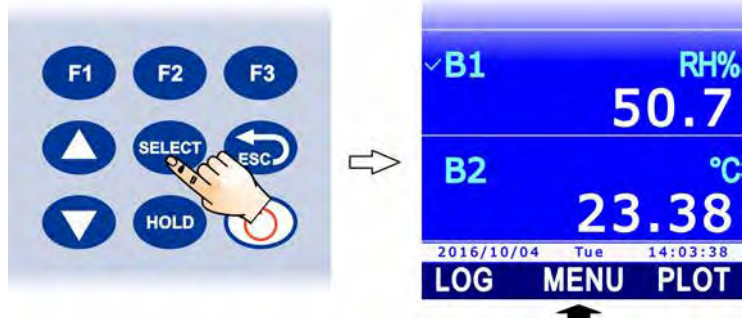 F1 F2 F3
SELECT ESC
HOLD
✓B1 RH%
50.7
B2 °C
23.38
2016/10/04 Tue 14:03:38
LOG MENU PLOT